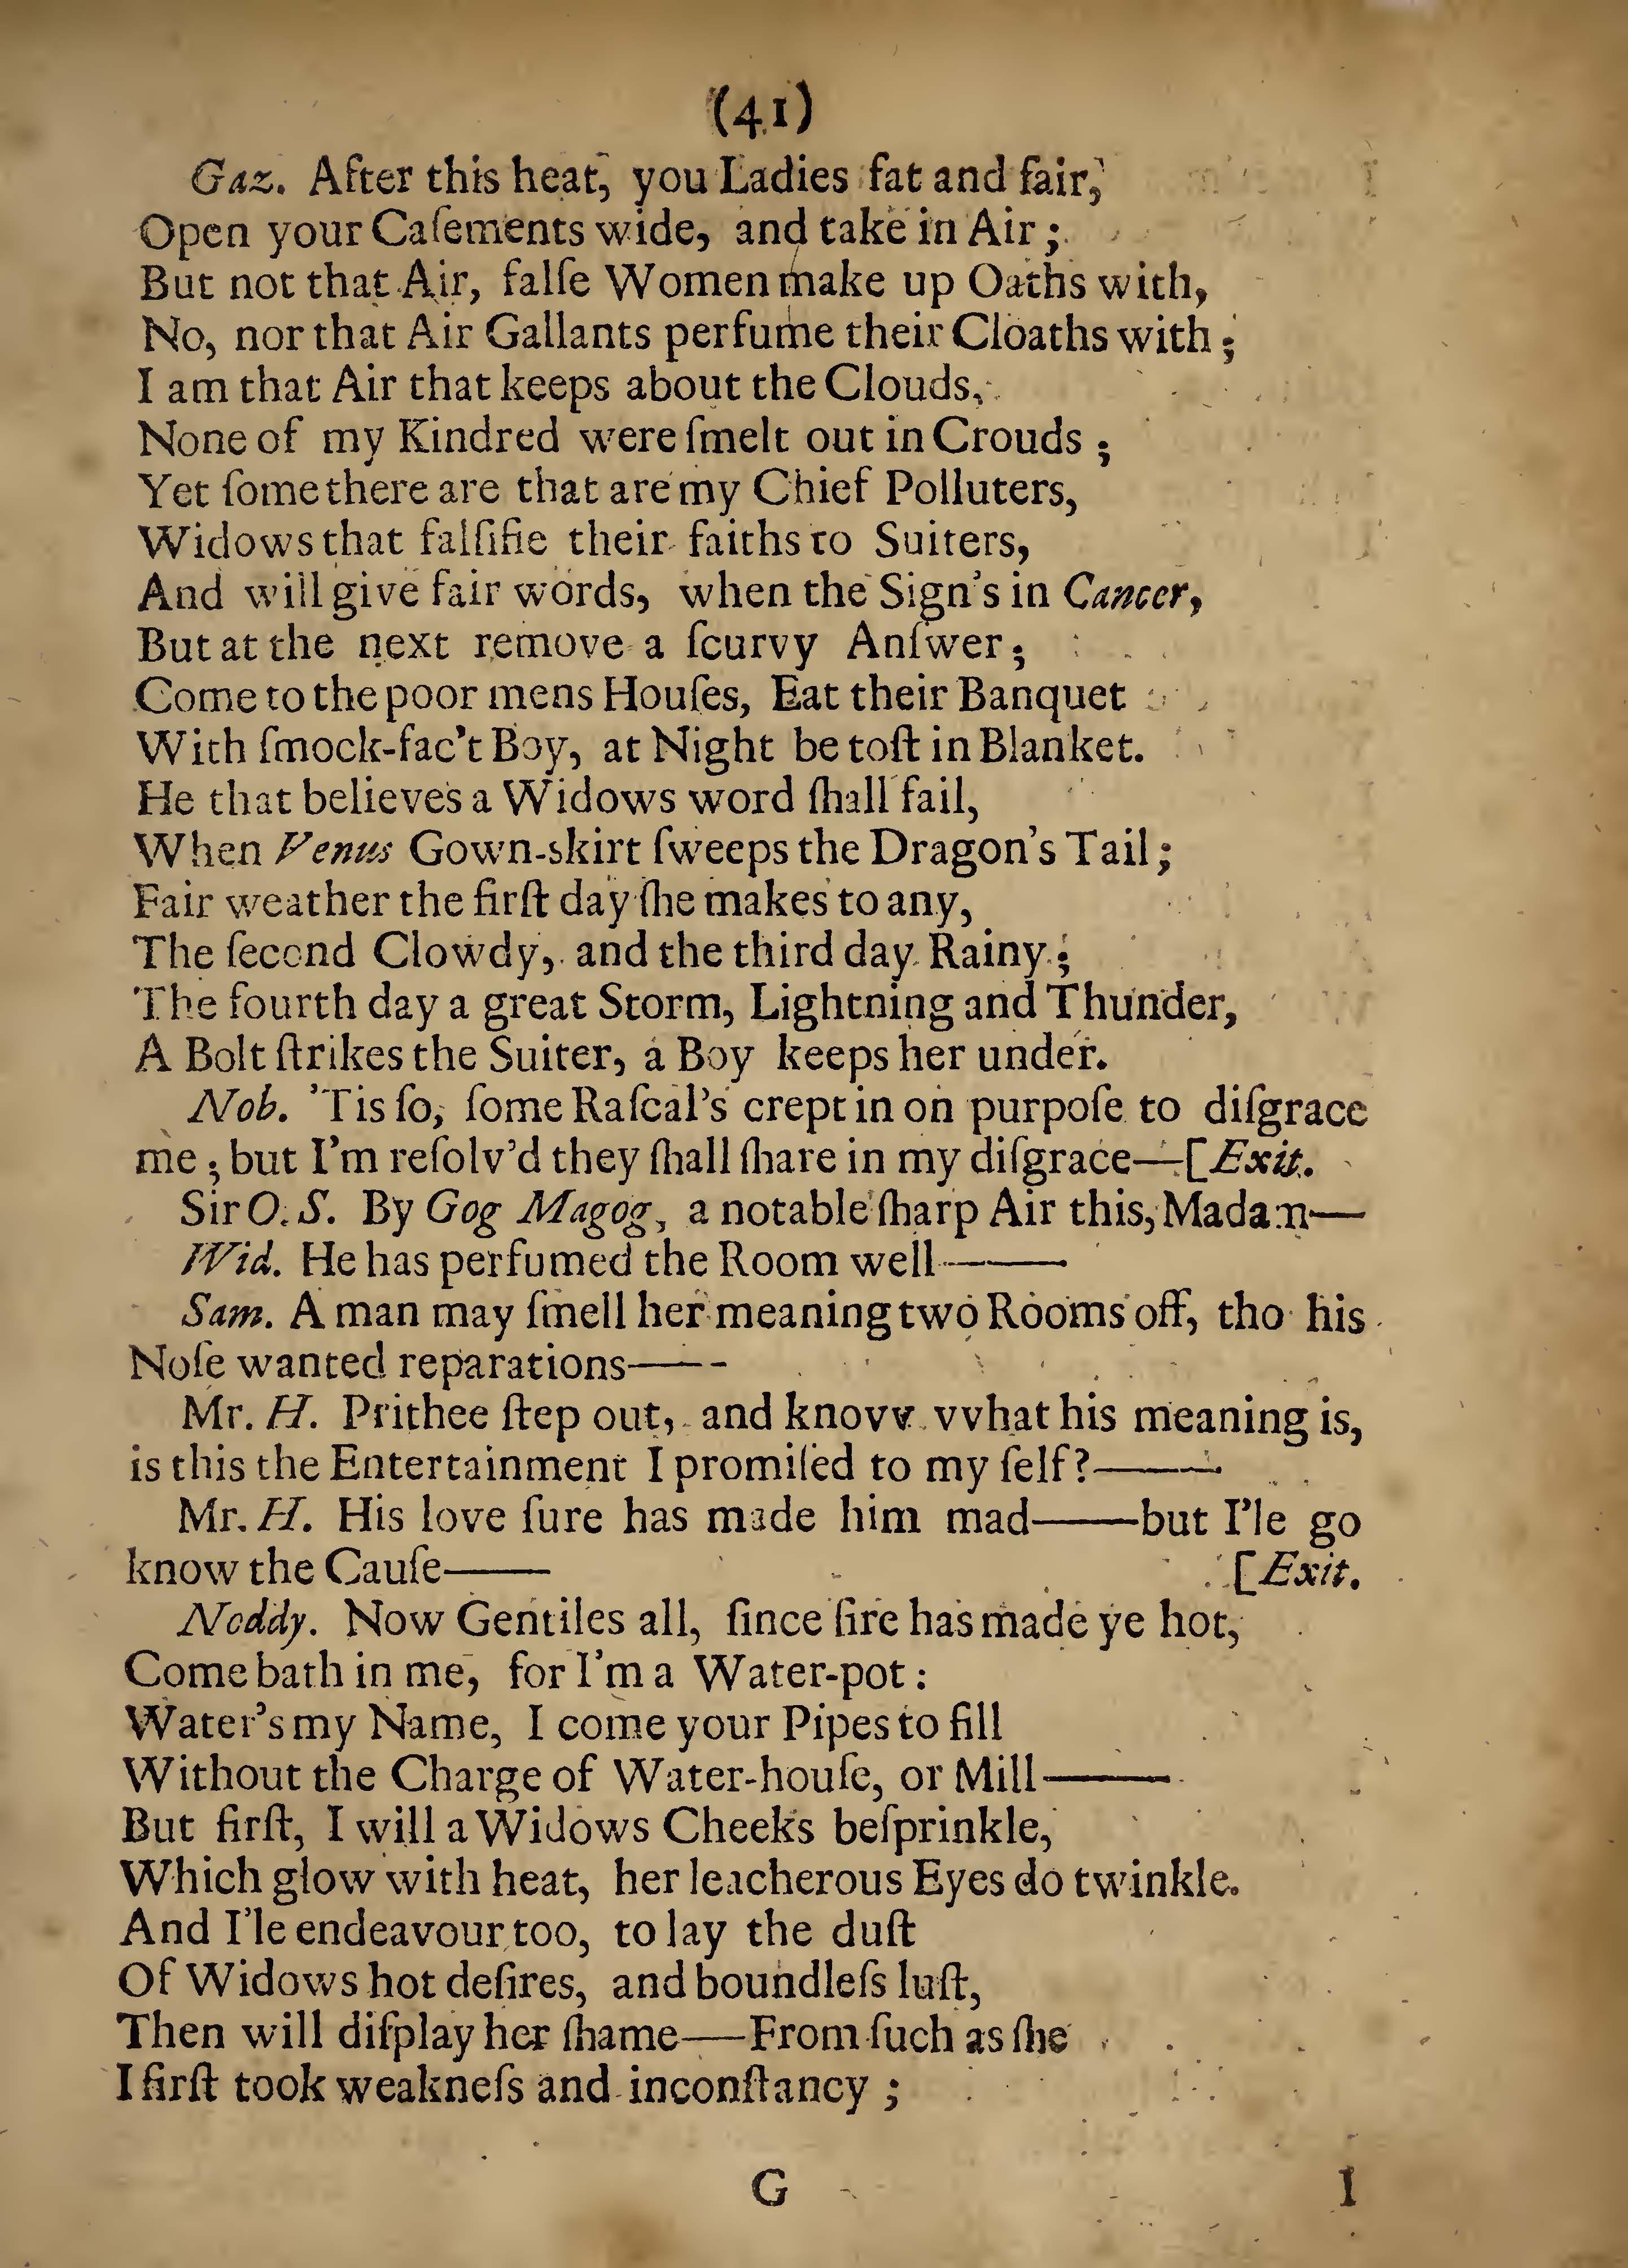 (41)
Gaz. After this heat, you Ladies fat and fair,
Open your Caſements wide, and take in Air;
But not that Air, falſe Women make up Oaths with,
No, nor that Air Gallants perfume their Cloaths with;
I am that Air that keeps about the Clouds,
None of my Kindred were ſmelt out in Crouds;
Yet ſome there are that are my Chief Polluters,
Widows that falſifie their faiths to Suiters,
And will give fair words, when the Sign's in Cancer,
But at the next remove a ſcurvy Anſwer;
Come to the poor mens Houſes, Eat their Banquet
With ſmock-fac't Boy, at Night be toſt in Blanket.
He that believes a Widows word ſhall fail,
When Venus Gown-skirt ſweeps the Dragon's Tail;
Fair weather the firſt day ſhe makes to any,
The ſecond Clowdy, and the third day Rainy;
The fourth day a great Storm, Lightning and Thunder,
A Bolt ſtrikes the Suiter, a Boy keeps her under.
Nob. 'Tis ſo, ſome Raſcal's crept in on purpoſe to diſgrace
me; but I'm reſolv'd they ſhall ſhare in my diſgrace—[Exit.
Sir O. S. By Gog Magog, a notable ſharp Air this, Madam—
Wid. He has perfumed the Room well——
Sam. A man may ſmell her meaning two Rooms off, tho his
Noſe wanted reparations——
Mr. H. Prithee ſtep out, and knovv vvhat his meaning is,
is this the Entertainment I promiſed to my ſelf?——
Mr. H. His love ſure has made him mad——but I'le go
know the Cauſe—— [Exit.
Noddy. Now Gentiles all, ſince ſire has made ye hot,
Come bath in me, for I'm a Water-pot:
Water's my Name, I come your Pipes to fill
Without the Charge of Water-houſe, or Mill——
But firſt, I will a Widows Cheeks beſprinkle,
Which glow with heat, her leacherous Eyes do twinkle.
And I'le endeavour too, to lay the duſt
Of Widows hot deſires, and boundleſs luſt,
Then will diſplay her ſhame—From ſuch as ſhe
I firſt took weakneſs and inconſtancy;
G I